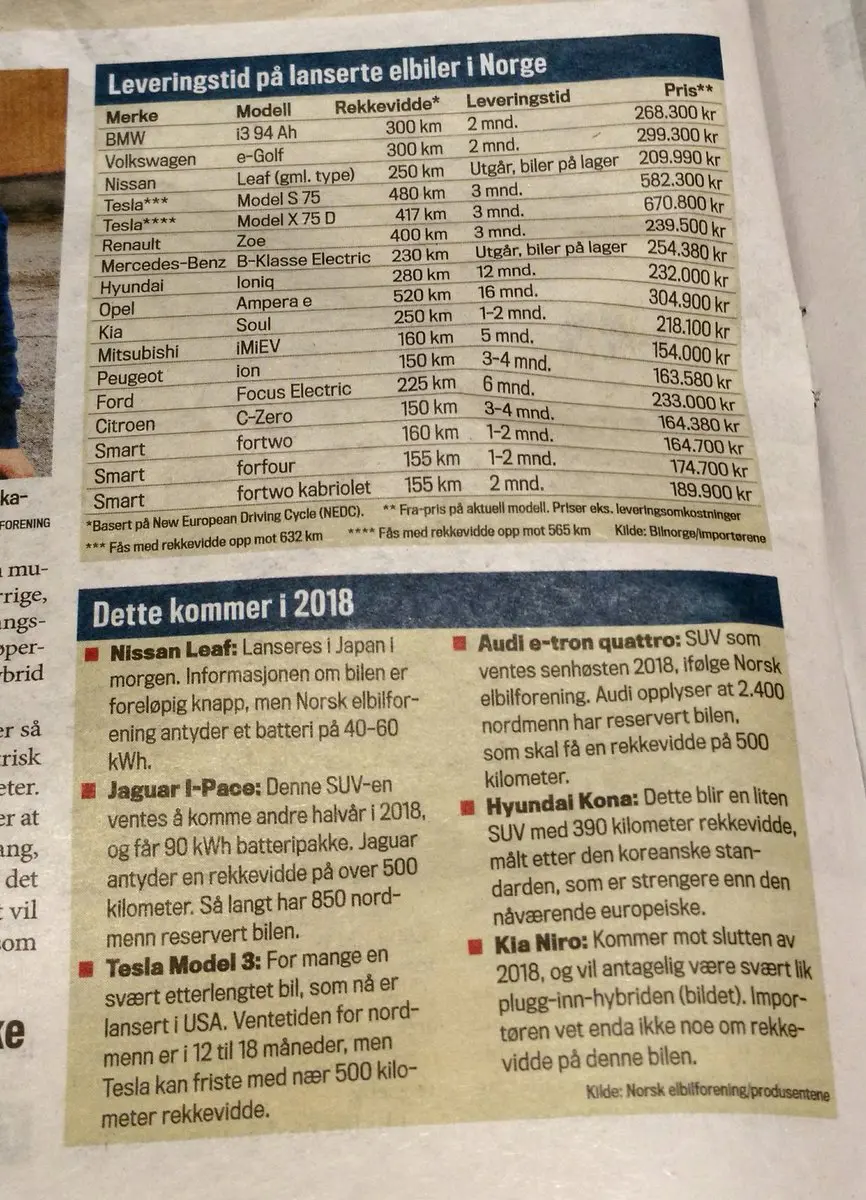 Leveringstid på lanserte elbiler i Norge
Merke Modell Rekkevidde* Leveringstid Pris**
BMW i3 94 Ah 300 km 2 mnd. 268.300 kr
Volkswagen e-Golf 300 km 2 mnd. 299.300 kr
Nissan Leaf (gml. type) 250 km Utgår, biler på lager 209.990 kr
Tesla*** Model S 75 480 km 3 mnd. 582.300 kr
Tesla**** Model X 75 D 417 km 3 mnd. 670.800 kr
Renault Zoe 400 km 3 mnd. 239.500 kr
Mercedes-Benz B-Klasse Electric 230 km Utgår, biler på lager 254.380 kr
Hyundai Ioniq 280 km 12 mnd. 232.000 kr
Opel Ampera e 520 km 16 mnd. 304.900 kr
Kia Soul 250 km 1-2 mnd. 218.100 kr
Mitsubishi iMiEV 160 km 5 mnd. 154.000 kr
Peugeot ion 150 km 3-4 mnd. 163.580 kr
Ford Focus Electric 225 km 6 mnd. 233.000 kr
Citroen C-Zero 150 km 3-4 mnd. 164.380 kr
Smart fortwo 160 km 1-2 mnd. 164.700 kr
Smart forfour 155 km 1-2 mnd. 174.700 kr
Smart fortwo kabriolet 155 km 2 mnd. 189.900 kr
*Basert på New European Driving Cycle (NEDC). ** Fra-pris på aktuell modell. Priser eks. leveringsomkostninger
*** Fås med rekkevidde opp mot 632 km **** Fås med rekkevidde opp mot 565 km Kilde: Bilnorge/importørene
Dette kommer i 2018
Nissan Leaf: Lanseres i Japan i
morgen. Informasjonen om bilen er
foreløpig knapp, men Norsk elbilfor-
ening antyder et batteri på 40-60
kWh.
Jaguar I-Pace: Denne SUV-en
ventes å komme andre halvår i 2018,
og får 90 kWh batteripakke. Jaguar
antyder en rekkevidde på over 500
kilometer. Så langt har 850 nord-
menn reservert bilen.
Tesla Model 3: For mange en
svært etterlengtet bil, som nå er
lansert i USA. Ventetiden for nord-
menn er i 12 til 18 måneder, men
Tesla kan friste med nær 500 kilo-
meter rekkevidde.
Audi e-tron quattro: SUV som
ventes senhøsten 2018, ifølge Norsk
elbilforening. Audi opplyser at 2.400
nordmenn har reservert bilen,
som skal få en rekkevidde på 500
kilometer.
Hyundai Kona: Dette blir en liten
SUV med 390 kilometer rekkevidde,
målt etter den koreanske stan-
darden, som er strengere enn den
nåværende europeiske.
Kia Niro: Kommer mot slutten av
2018, og vil antagelig være svært lik
plugg-inn-hybriden (bildet). Impor-
tøren vet enda ikke noe om rekke-
vidde på denne bilen.
Kilde: Norsk elbilforening/produsentene
ka-
FORENING
mu-
rrige,
ngs-
oper-
ybrid
er så
trisk
eter.
er at
ang,
det
vil
som
ke